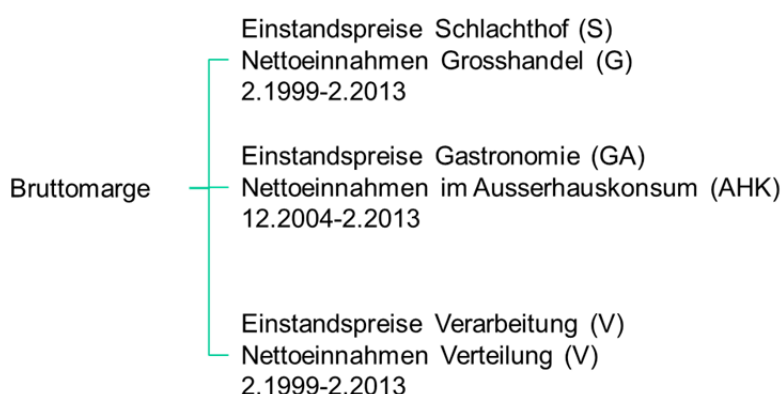 Einstandspreise Schlachthof (S)
Nettoeinnahmen Grosshandel (G)
2.1999-2.2013
Einstandspreise Gastronomie (GA)
Bruttomarge
Nettoeinnahmen im Ausserhauskonsum (AHK)
12.2004-2.2013
Einstandspreise Verarbeitung (V)
Nettoeinnahmen Verteilung (V)
2.1999-2.2013